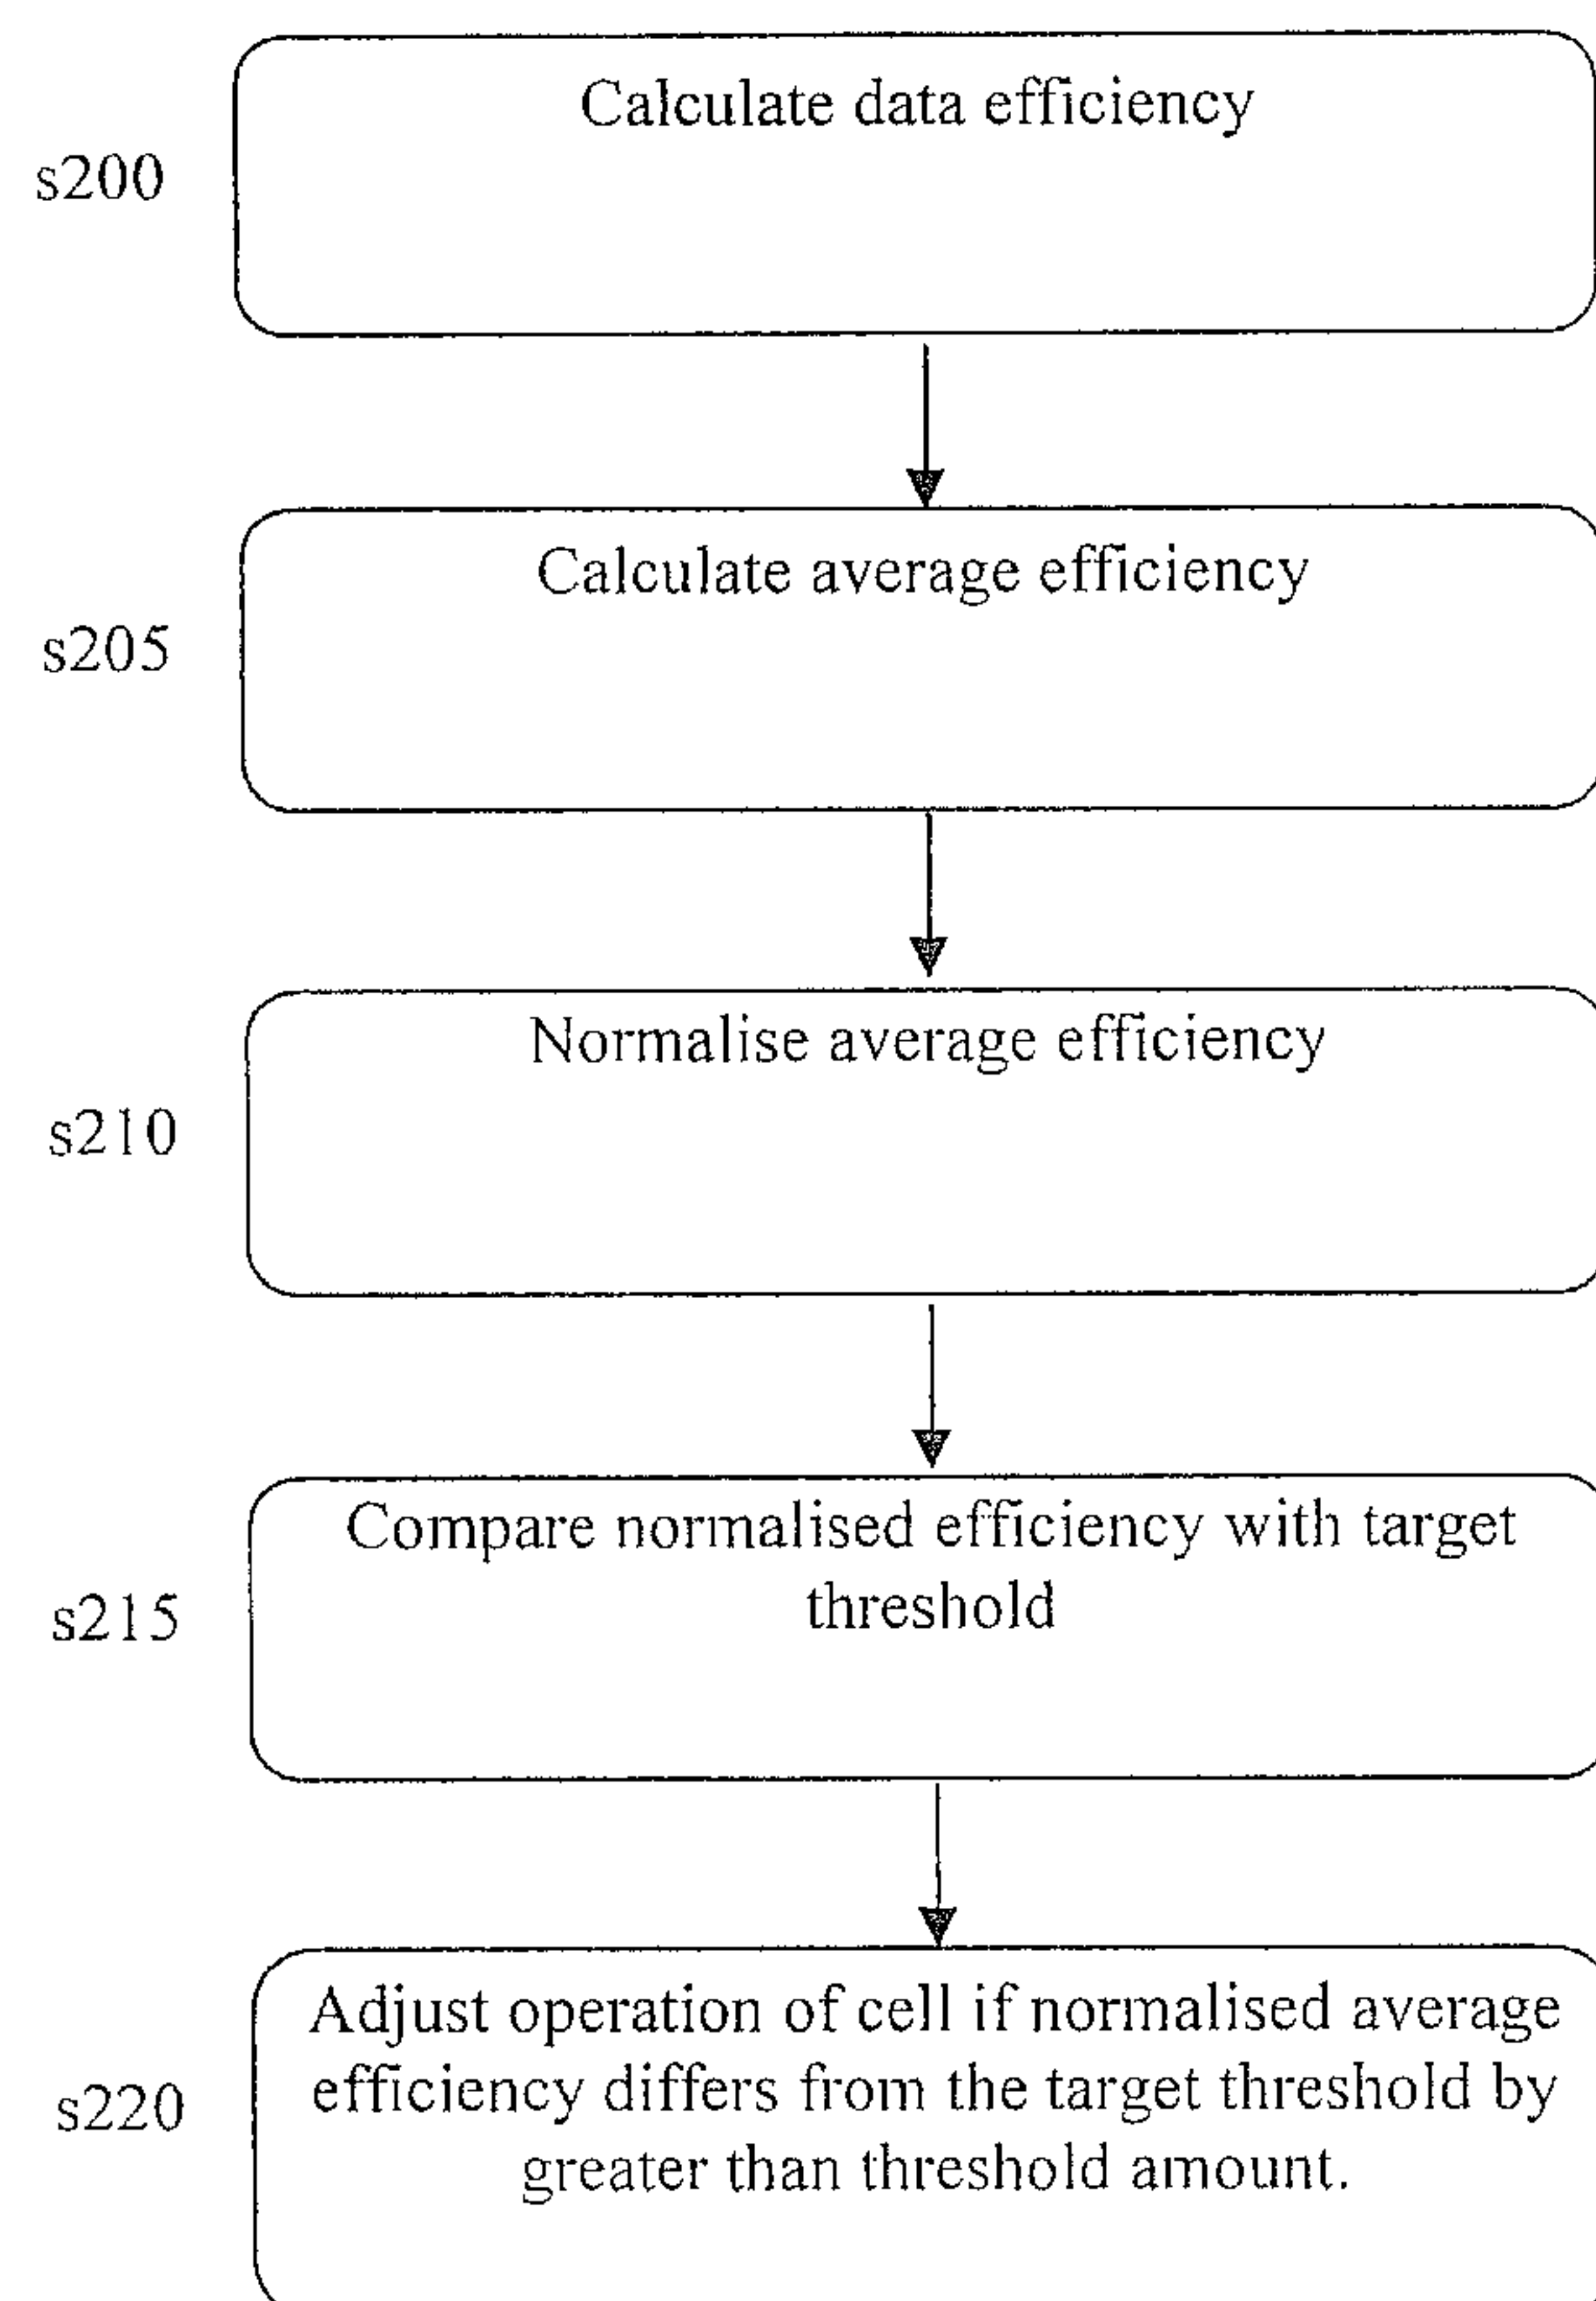 Calculate data efficiency
s200
Calculate average efficiency
s205
Normalise average efficiency
s210
Compare normalised efficiency with target
threshold
s215
Adjust operation of cell if normalised average
efficiency differs from the target threshold by
s220
greater than threshold amount.